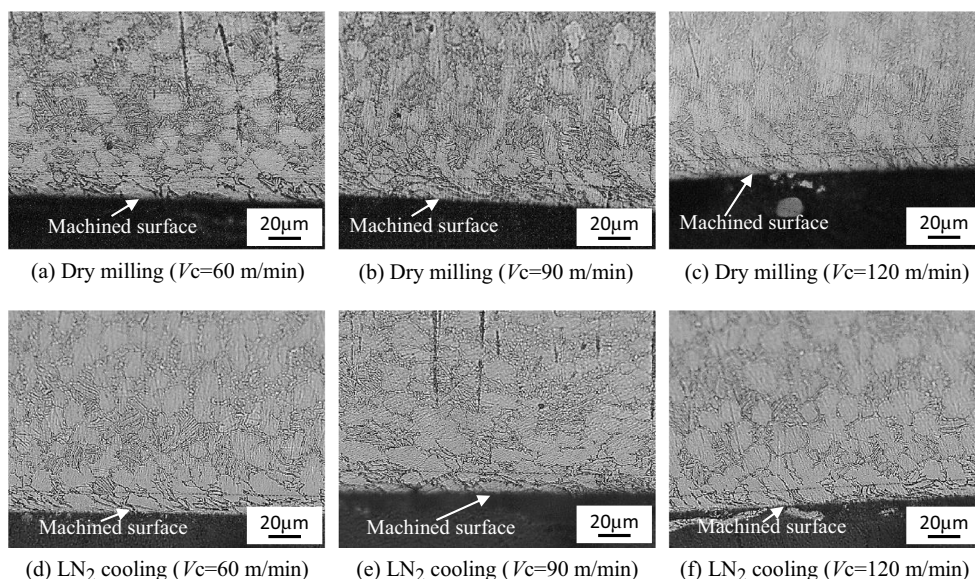 Machined surface
20μm
Machined surface
20μm
Machined surface
20μm
(a) Dry milling (Vc=60 m/min)
(b) Dry milling (Vc=90 m/min)
(c) Dry milling (Vc=120 m/min)
Machined surface
20μm
Machined surface
20μm
Machined surface
20μm
(d) LN₂ cooling (Vc=60 m/min)
(e) LN₂ cooling (Vc=90 m/min)
(f) LN₂ cooling (Vc=120 m/min)